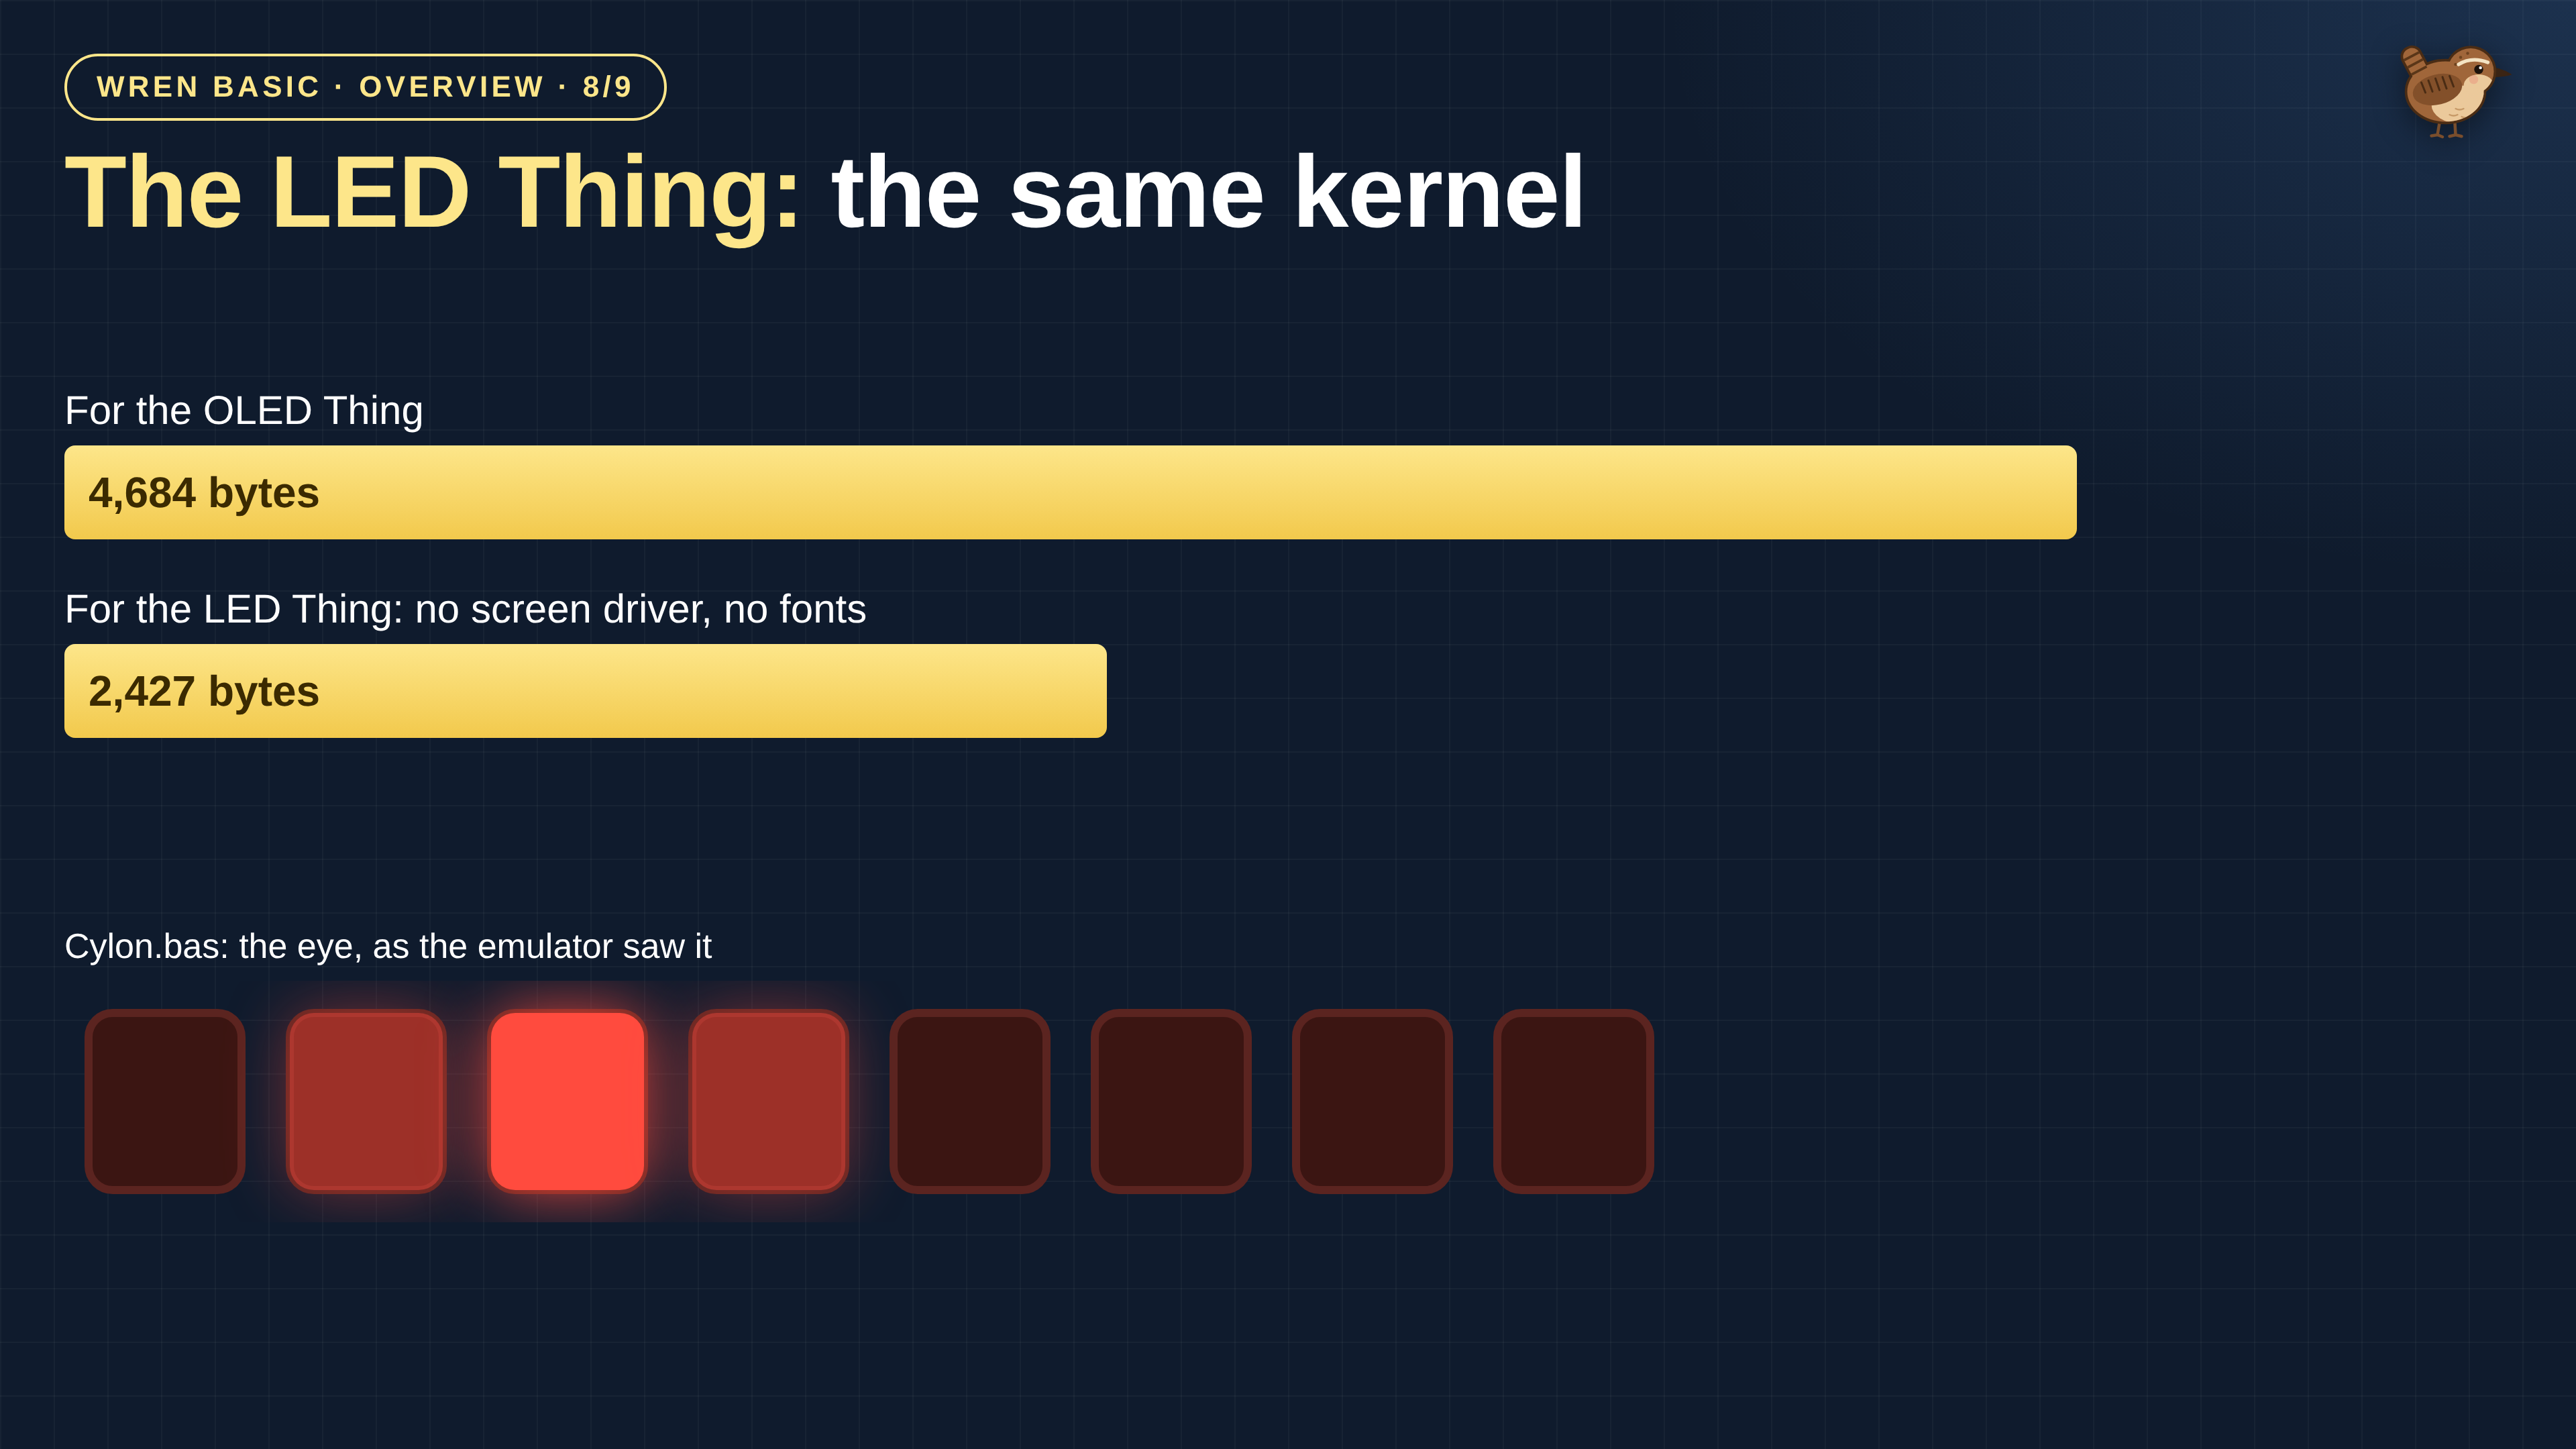 WREN BASIC · OVERVIEW · 8/9
The LED Thing: the same kernel
For the OLED Thing
4,684 bytes
For the LED Thing: no screen driver, no fonts
2,427 bytes
Cylon.bas: the eye, as the emulator saw it